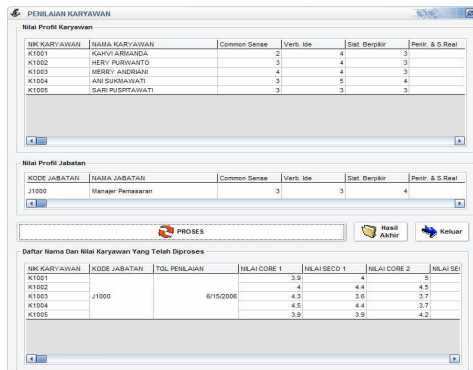 PENILAIAN KARYAWAN
Nilai Profil Karyawan
NIK KARYAWAN NAMA KARYAWAN Common Sense Verb. Ide Sist. Berpikir Penlr. & S.Real
K1001 KAHVI ARMANDA 2 4 3
K1002 HERY PURWANTO 3 4 3
K1003 MERRY ANDRIANI 4 4 3
K1004 ANI SUKMAWATI 3 5 4
K1005 SARI PUSPITAWATI 3 3 3
Nilai Profil Jabatan
KODE JABATAN NAMA JABATAN Common Sense Verb. Ide Sist. Berpikir Penlr. & S.Real
J1000 Manajer Pemasaran 3 3 4
PROSES
Hasil Akhir
Keluar
Daftar Nama Dan Nilai Karyawan Yang Telah Diproses
NIK KARYAWAN KODE JABATAN TGL PENILAIAN NILAI CORE 1 NILAI SECO 1 NILAI CORE 2 NILAI SE
K1001 3.9 4 5
K1002 4 4.4 4.5
K1003 J1000 6/15/2006 4.3 3.6 3.7
K1004 4.5 4.4 3.7
K1005 3.9 3.9 4.2